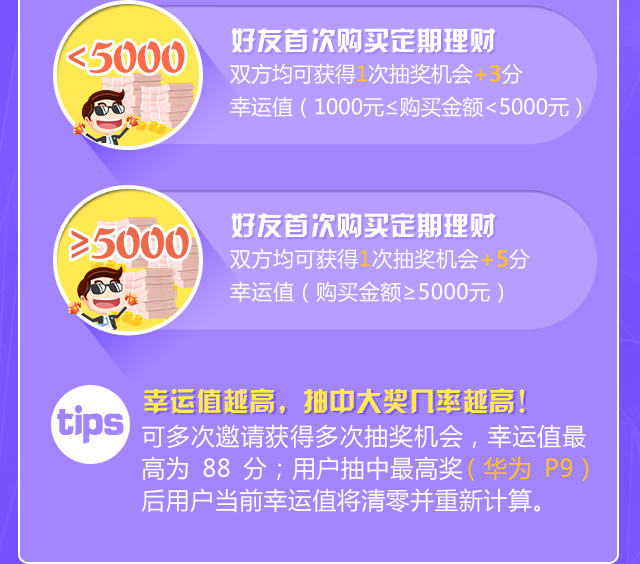 <5000
好友首次购买定期理财
双方均可获得1次抽奖机会+3分
幸运值（1000元≤购买金额<5000元）
≥5000
好友首次购买定期理财
双方均可获得1次抽奖机会+5分
幸运值（购买金额≥5000元）
tips
幸运值越高，抽中大奖几率越高！
可多次邀请获得多次抽奖机会，幸运值最
高为 88 分；用户抽中最高奖（华为 P9）
后用户当前幸运值将清零并重新计算。